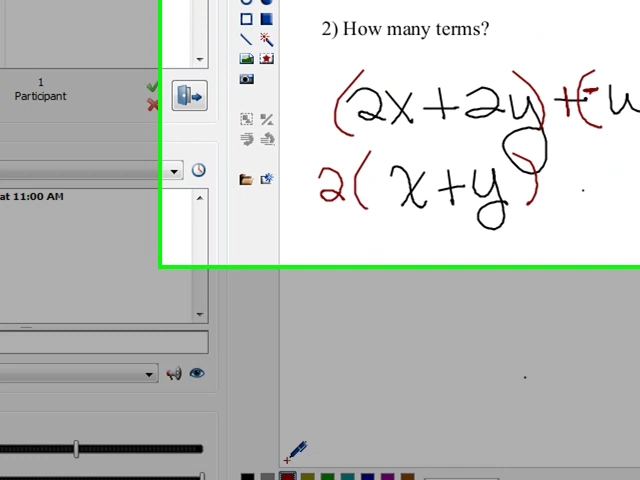 2) How many terms?
1
Participant
(2x+2y)+(-
2(x+y)
at 11:00 AM